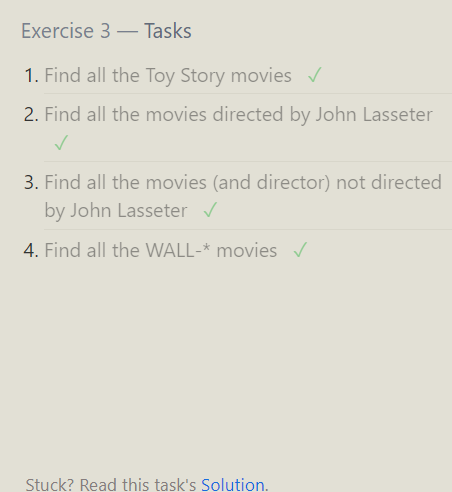 Exercise 3 — Tasks
1. Find all the Toy Story movies ✓
2. Find all the movies directed by John Lasseter
✓
3. Find all the movies (and director) not directed
by John Lasseter ✓
4. Find all the WALL-* movies ✓
Stuck? Read this task's Solution.